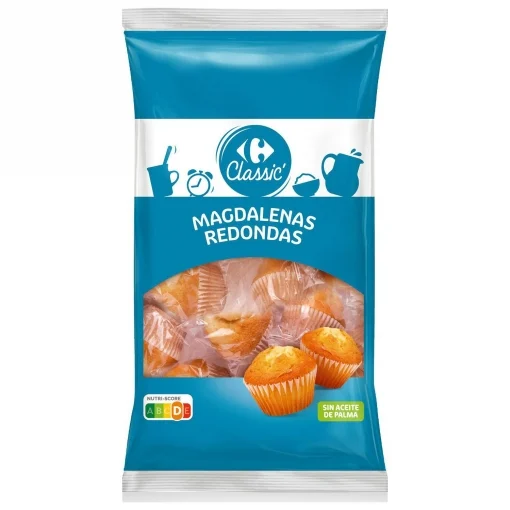 Classic'
MAGDALENAS
REDONDAS
NUTRI-SCORE
A B C D E
SIN ACEITE
DE PALMA